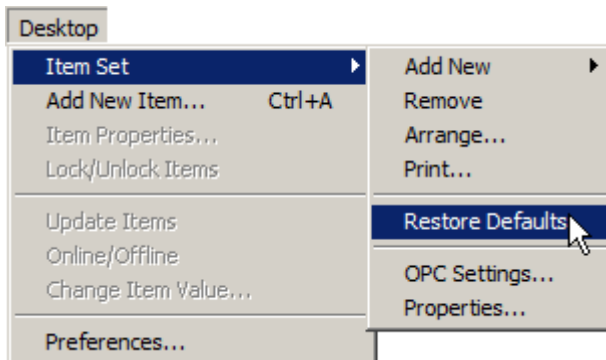 Desktop
Item Set
Add New Item... Ctrl+A
Item Properties...
Lock/Unlock Items
Update Items
Online/Offline
Change Item Value...
Preferences...
Add New
Remove
Arrange...
Print...
Restore Defaults
OPC Settings...
Properties...